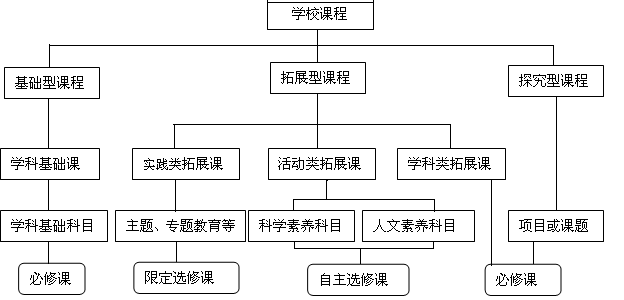 学校课程
基础型课程
拓展型课程
探究型课程
学科基础课
实践类拓展课
活动类拓展课
学科类拓展课
学科基础科目
主题、专题教育等
科学素养科目
人文素养科目
项目或课题
必修课
限定选修课
自主选修课
必修课